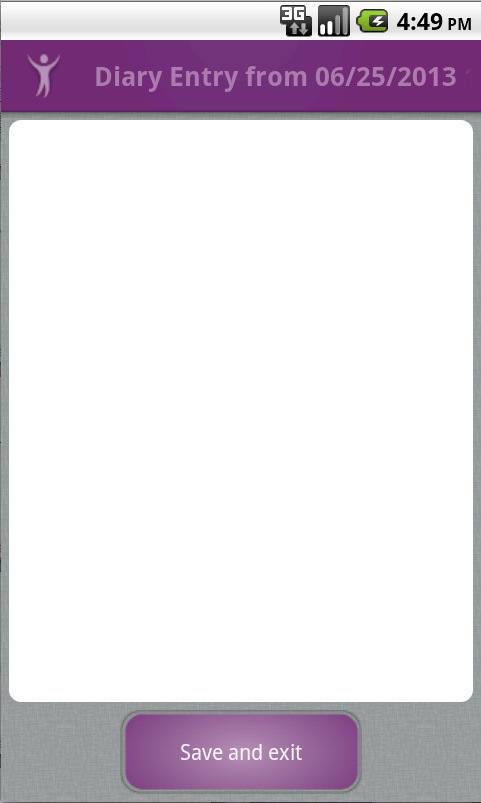 3G 4:49 PM
Diary Entry from 06/25/2013
Save and exit